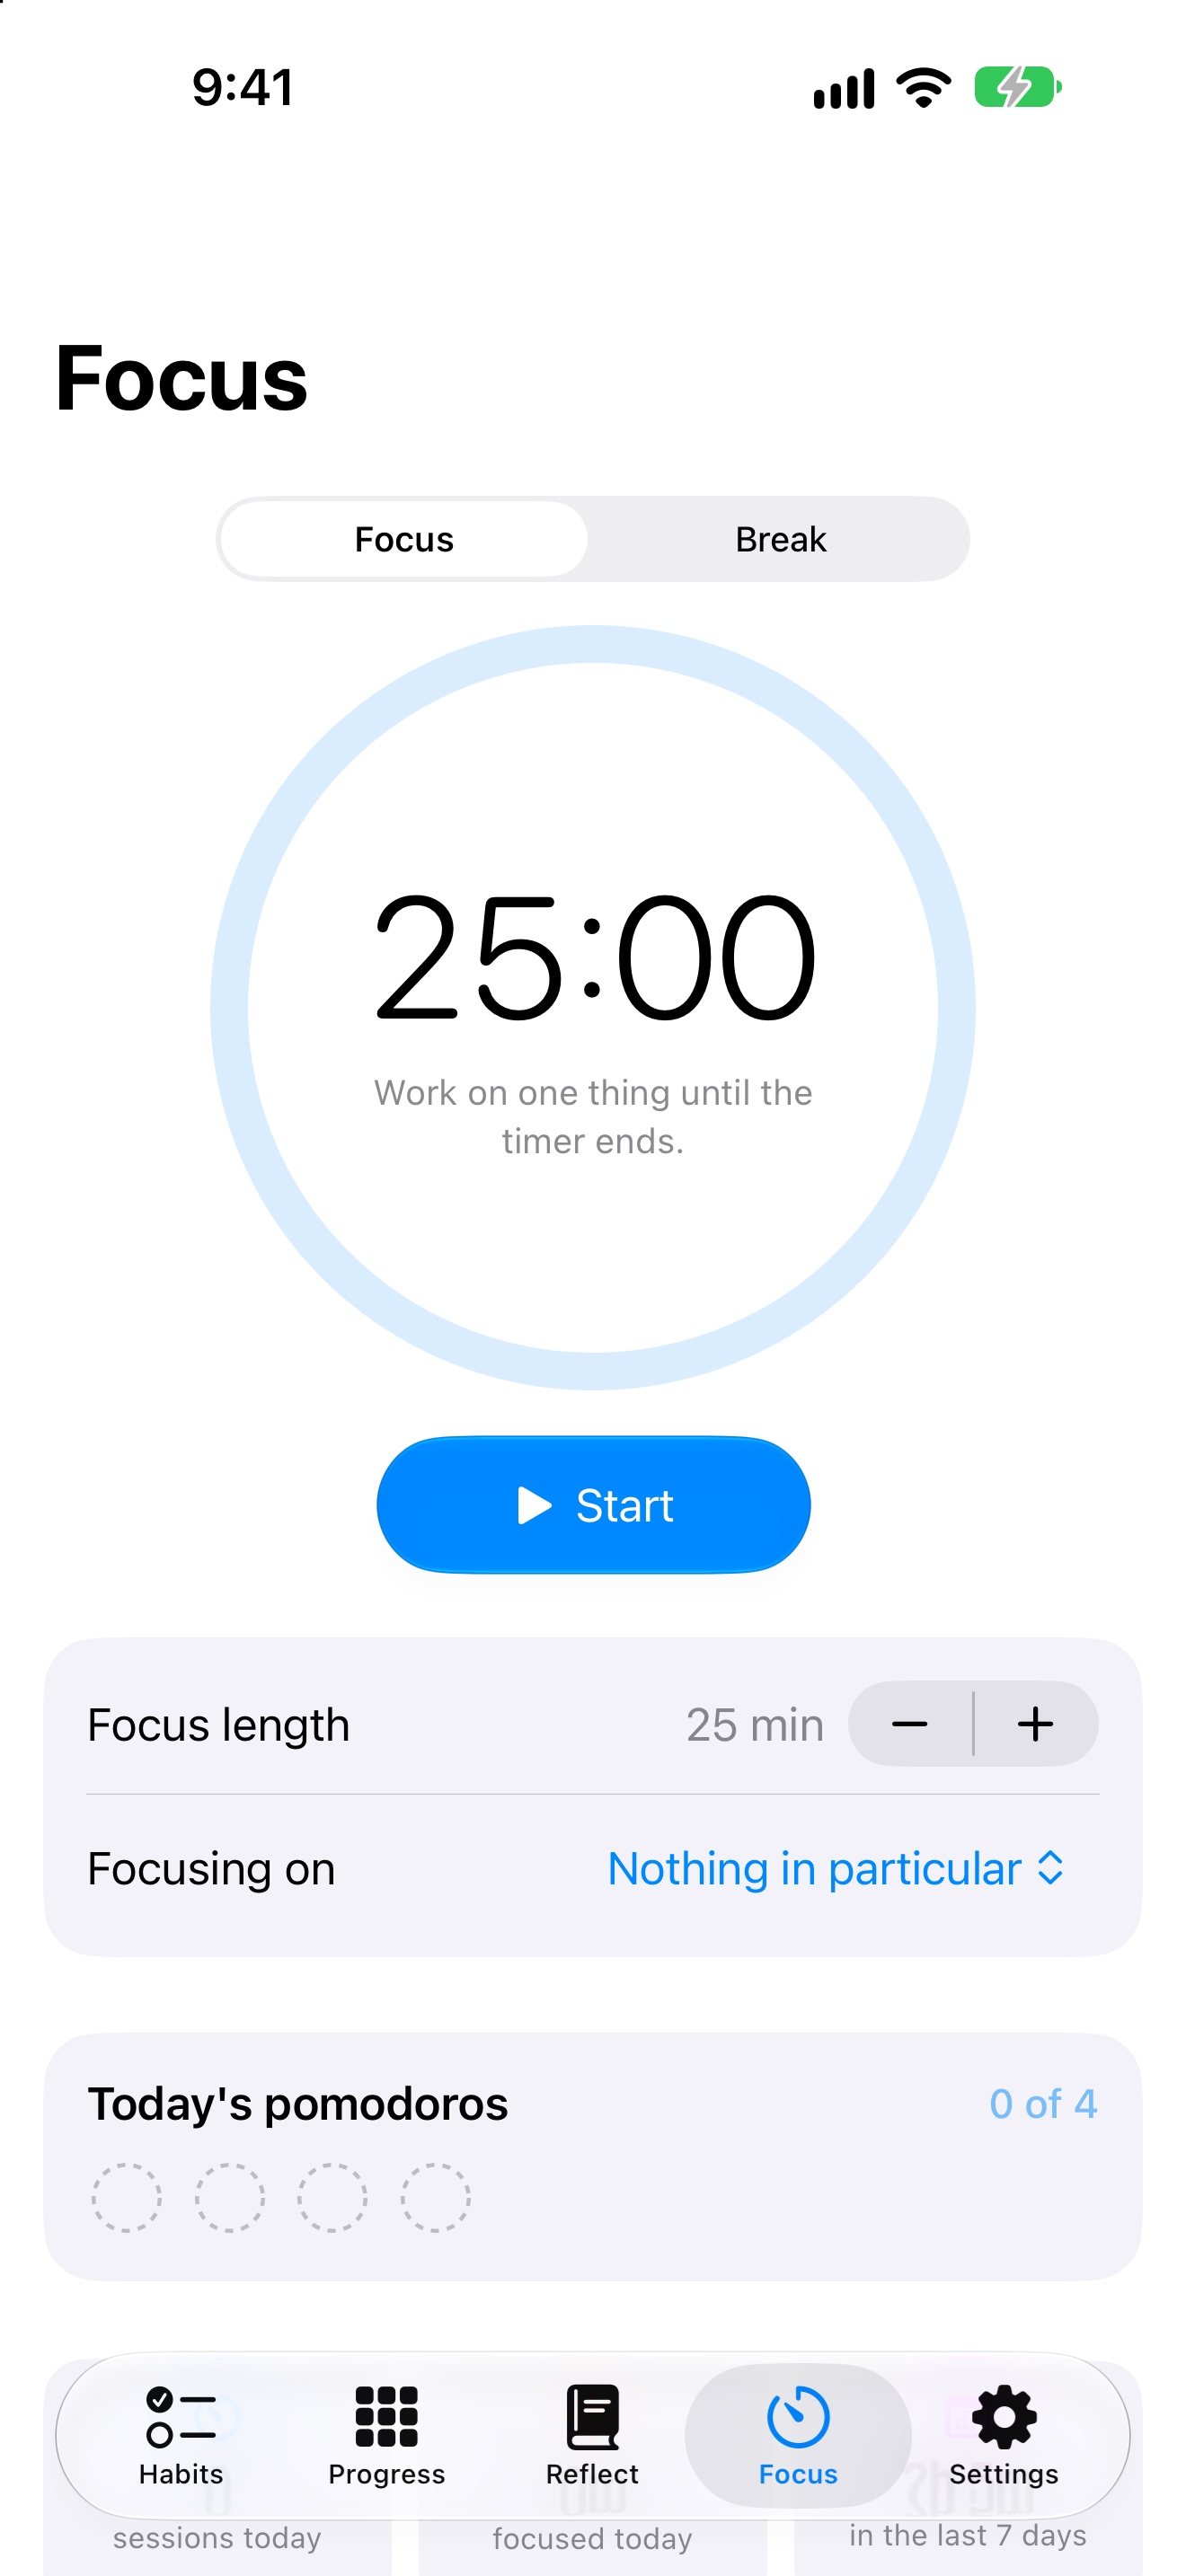 9:41
Focus
Focus
Break
25:00
Work on one thing until the
timer ends.
Start
Focus length
25 min
Focusing on
Nothing in particular
Today's pomodoros
0 of 4
Habits
Progress
Reflect
Focus
Settings
sessions today
focused today
in the last 7 days